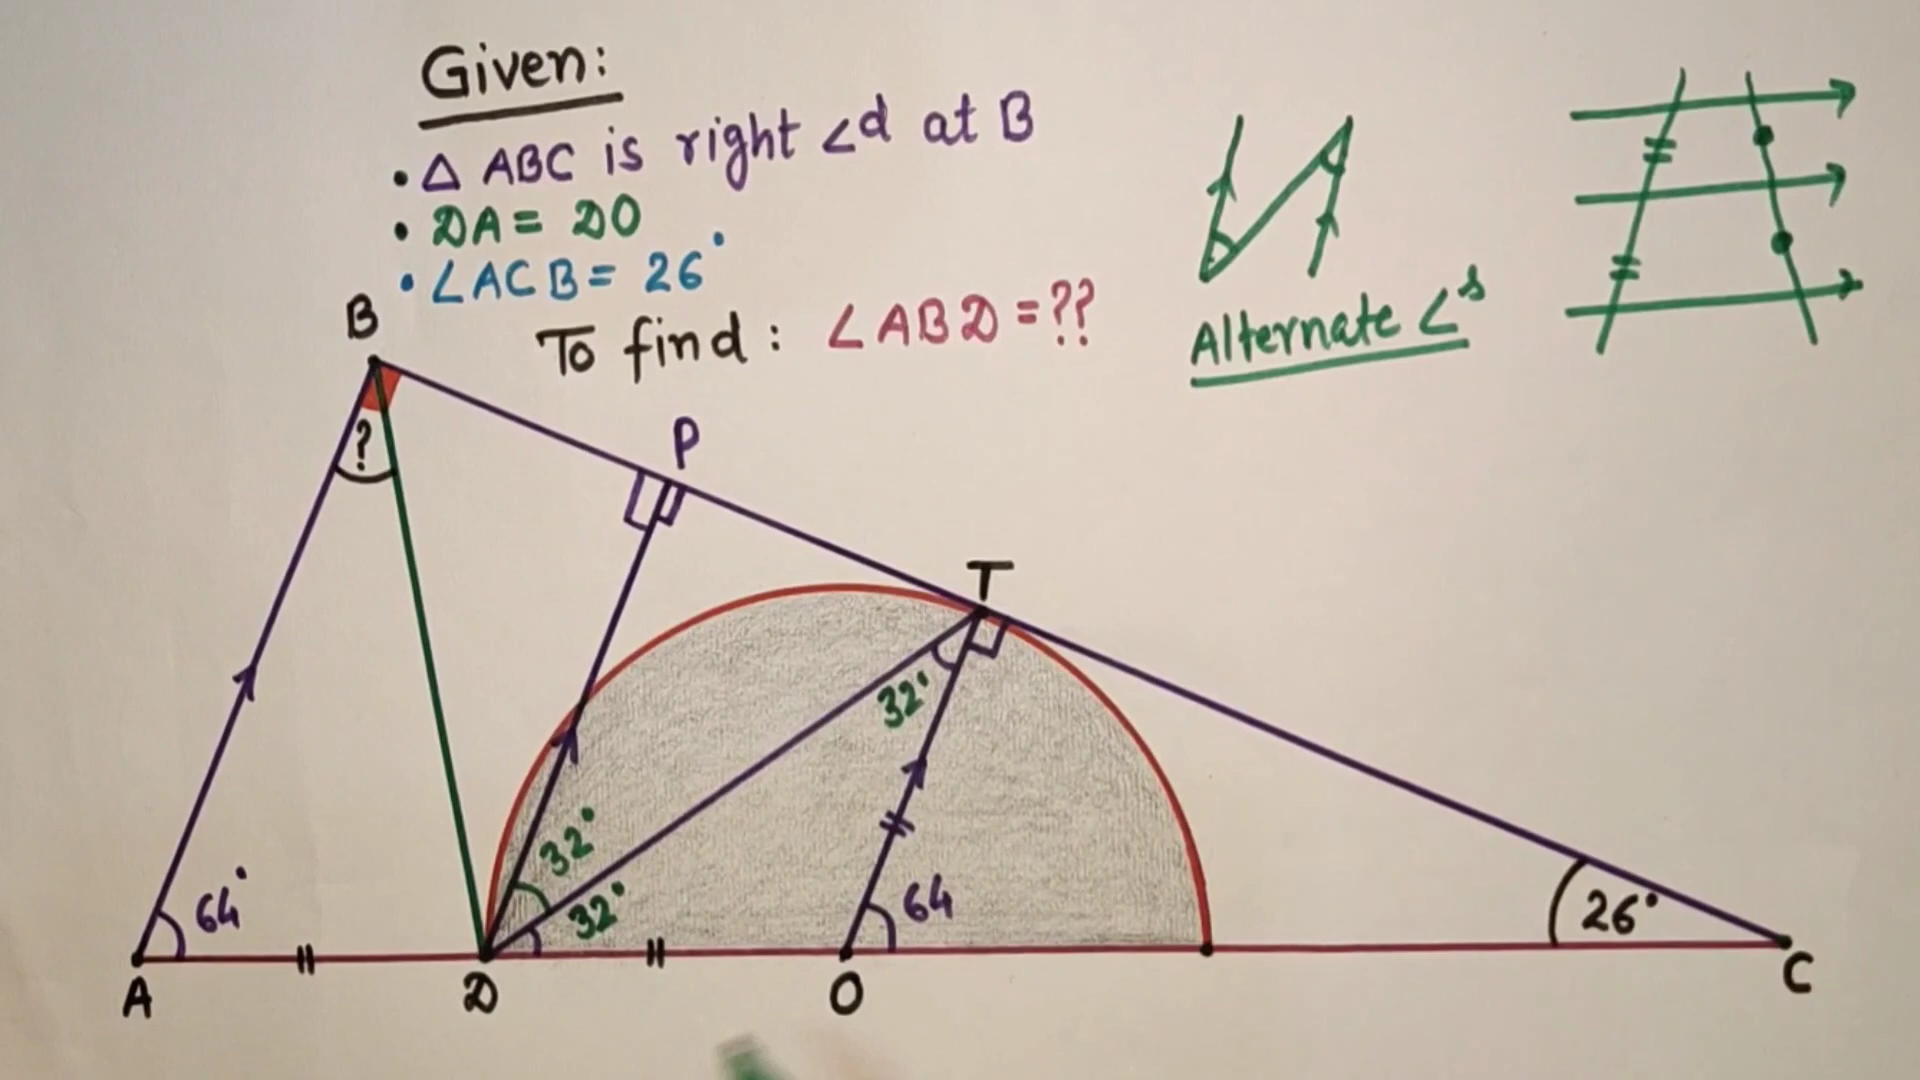 Given:
• △ ABC is right ∠d at B
• DA = DO
• ∠ACB = 26°
To find: ∠ABD = ??
Alternate ∠s
B
?
P
T
32°
32°
32°
64°
64
26°
A
D
O
C